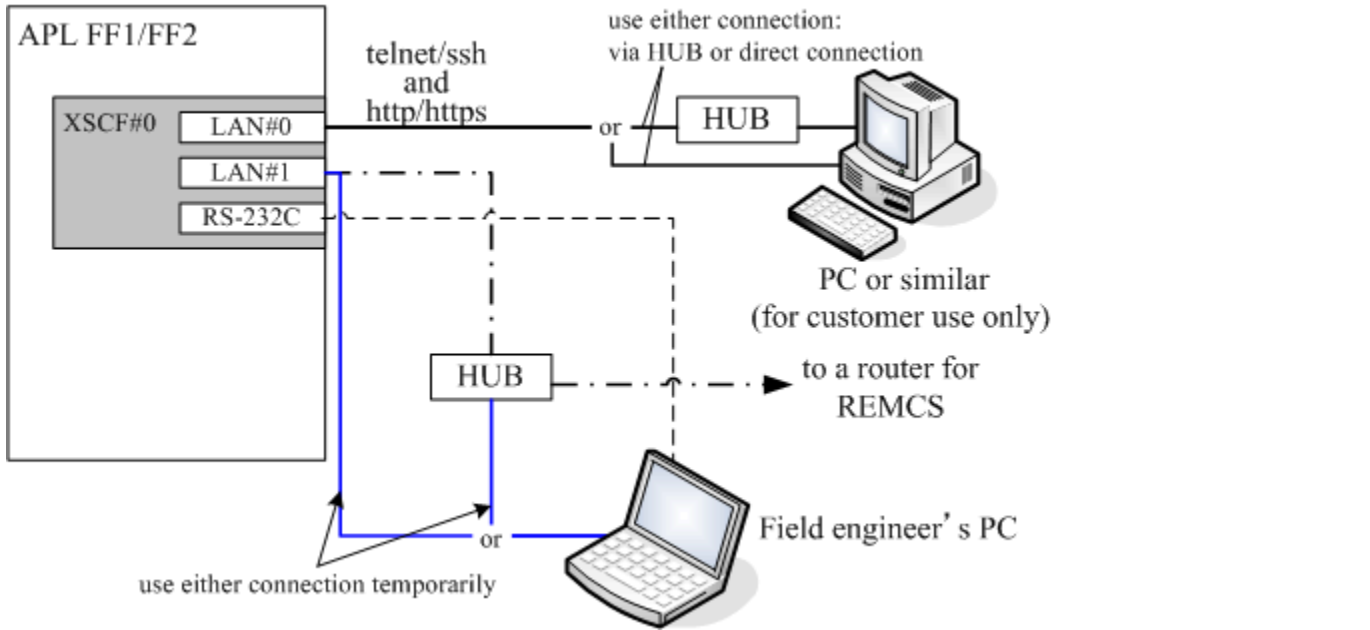 APL FF1/FF2
XSCF#0
LAN#0
LAN#1
RS-232C
telnet/ssh
and
http/https
use either connection:
via HUB or direct connection
or
HUB
PC or similar
(for customer use only)
HUB
to a router for
REMCS
Field engineer’s PC
or
use either connection temporarily